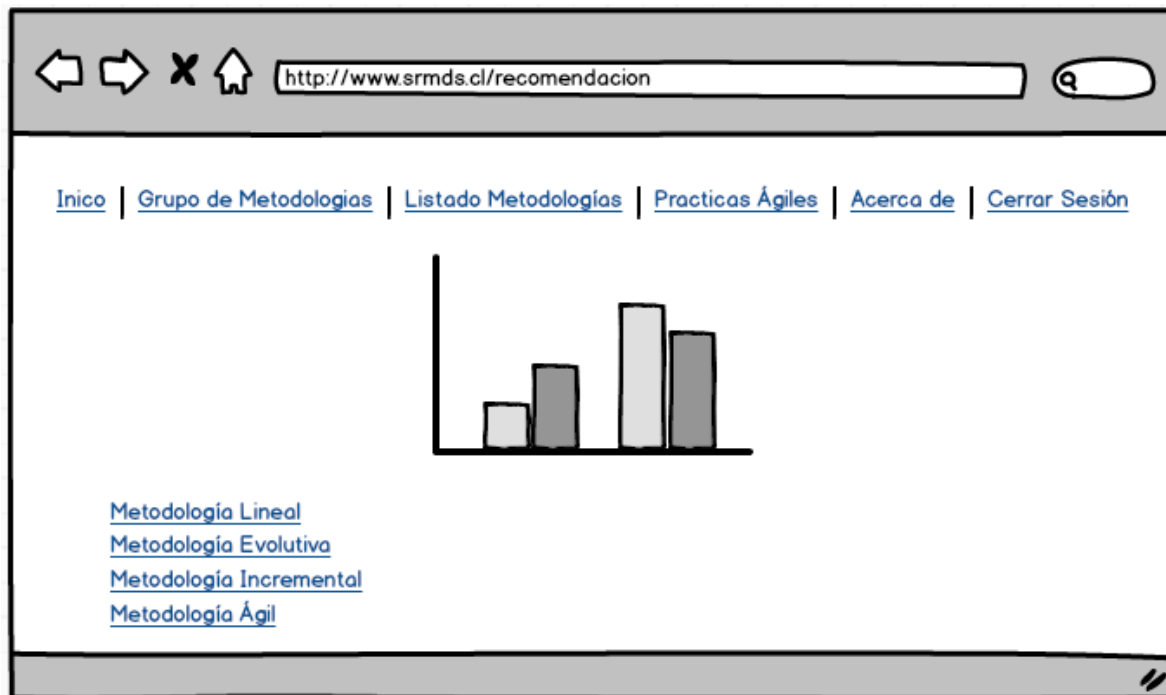 http://www.srmds.cl/recomendacion
Inico | Grupo de Metodologias | Listado Metodologías | Practicas Ágiles | Acerca de | Cerrar Sesión
Metodología Lineal
Metodología Evolutiva
Metodología Incremental
Metodología Ágil